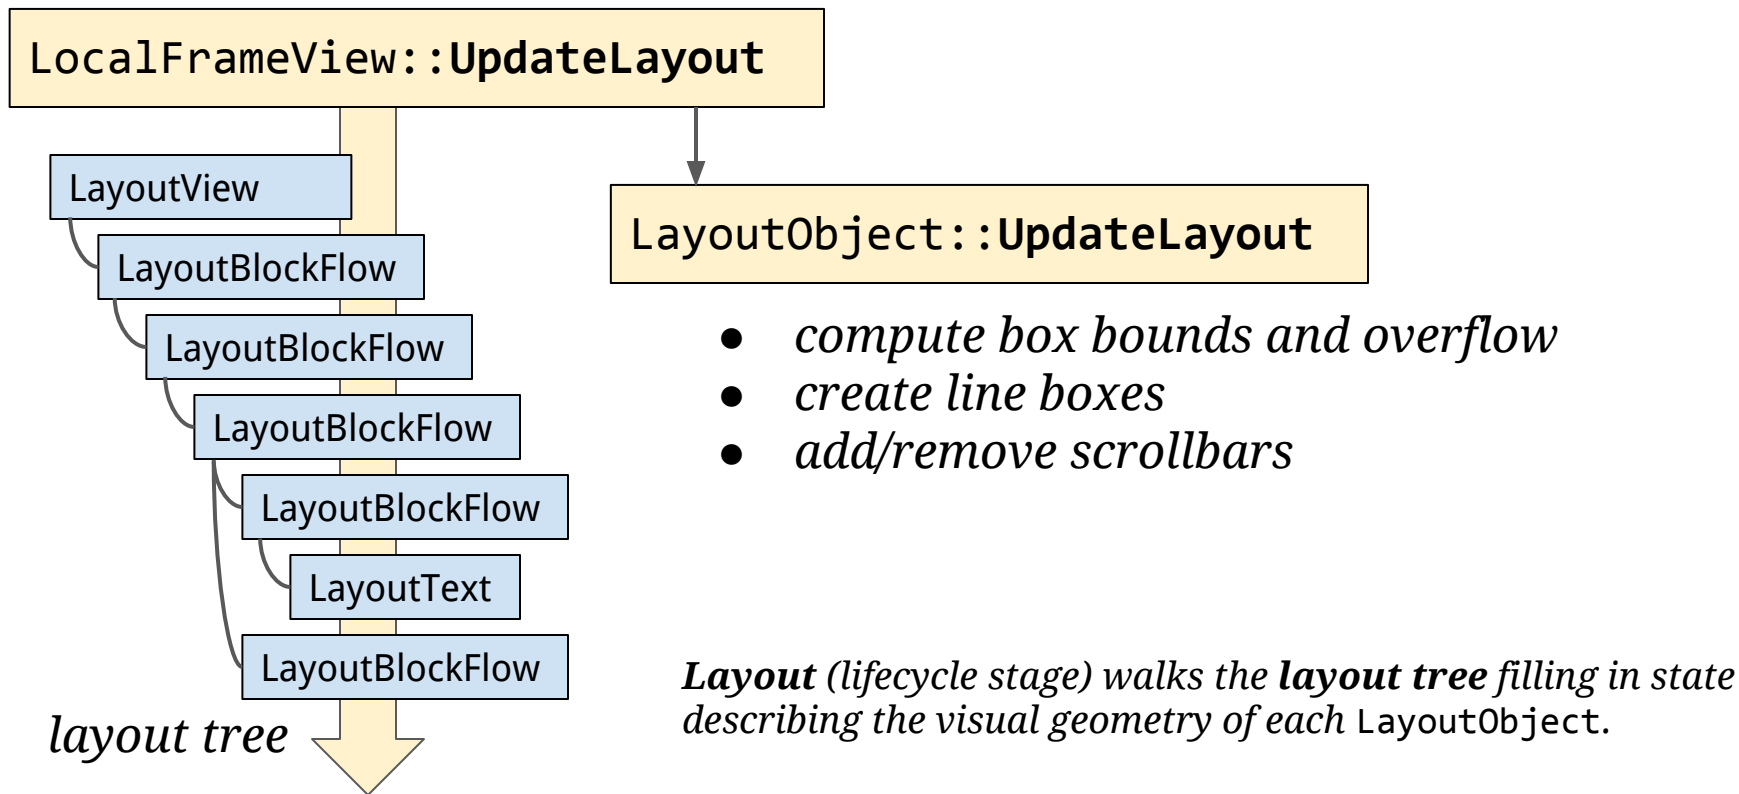 LocalFrameView::UpdateLayout
LayoutView
LayoutBlockFlow
LayoutBlockFlow
LayoutBlockFlow
LayoutBlockFlow
LayoutText
LayoutBlockFlow
layout tree
LayoutObject::UpdateLayout
● compute box bounds and overflow
● create line boxes
● add/remove scrollbars
Layout (lifecycle stage) walks the layout tree filling in state
describing the visual geometry of each LayoutObject.